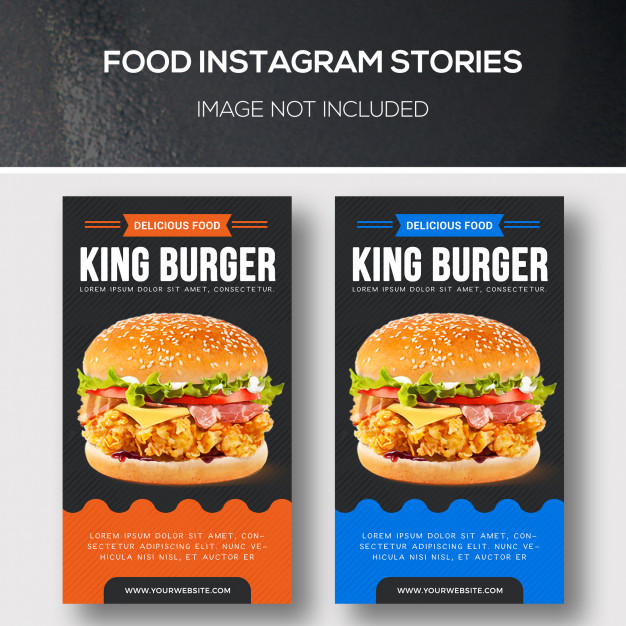 FOOD INSTAGRAM STORIES
IMAGE NOT INCLUDED
DELICIOUS FOOD
KING BURGER
LOREM IPSUM DOLOR SIT AMET, CONSECTETUR.
LOREM IPSUM DOLOR SIT AMET, CON-
SECTETUR ADIPISCING ELIT. NUNC VE-
HICULA NISI NISL, ET AUCTOR ER
WWW.YOURWEBSITE.COM
DELICIOUS FOOD
KING BURGER
LOREM IPSUM DOLOR SIT AMET, CONSECTETUR.
LOREM IPSUM DOLOR SIT AMET, CON-
SECTETUR ADIPISCING ELIT. NUNC VE-
HICULA NISI NISL, ET AUCTOR ER
WWW.YOURWEBSITE.COM